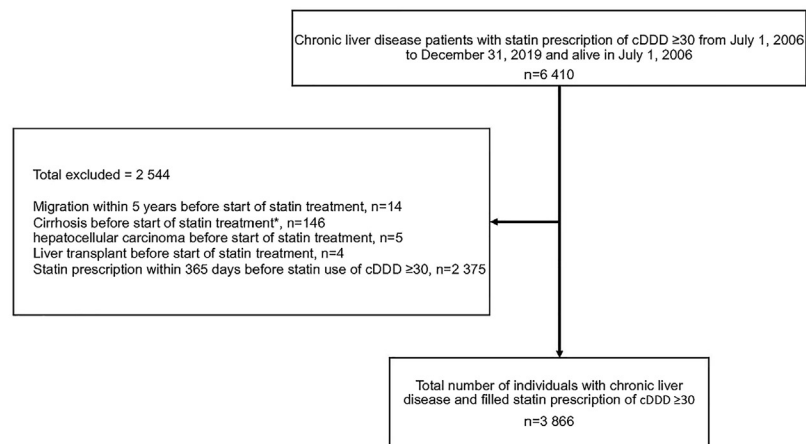 Chronic liver disease patients with statin prescription of cDDD ≥30 from July 1, 2006
to December 31, 2019 and alive in July 1, 2006
n=6 410
Total excluded = 2 544
Migration within 5 years before start of statin treatment, n=14
Cirrhosis before start of statin treatment*, n=146
hepatocellular carcinoma before start of statin treatment, n=5
Liver transplant before start of statin treatment, n=4
Statin prescription within 365 days before statin use of cDDD ≥30, n=2 375
Total number of individuals with chronic liver
disease and filled statin prescription of cDDD ≥30
n=3 866